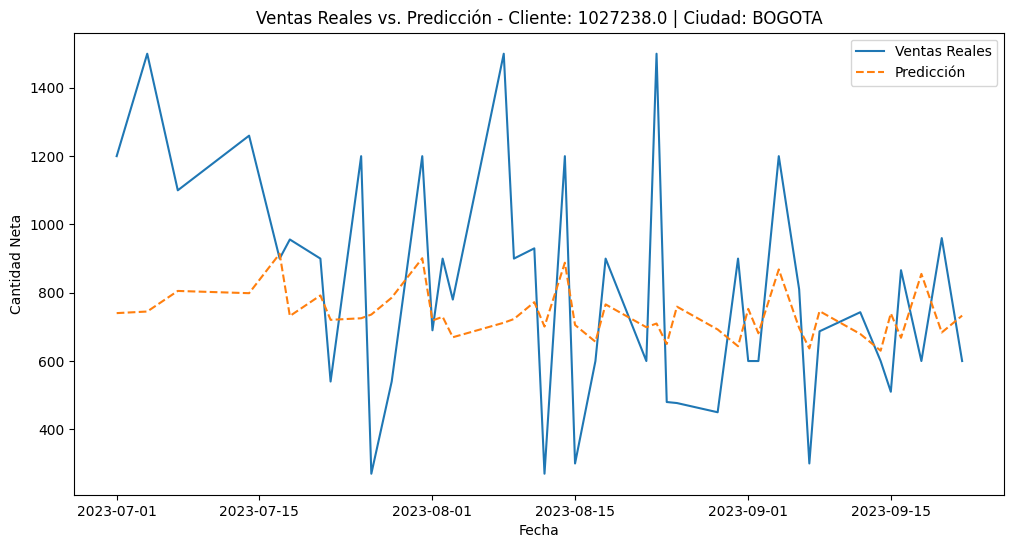 Ventas Reales vs. Predicción - Cliente: 1027238.0 | Ciudad: BOGOTA
Ventas Reales
Predicción
1400
1200
1000
800
600
400
Cantidad Neta
2023-07-01 2023-07-15 2023-08-01 2023-08-15 2023-09-01 2023-09-15
Fecha